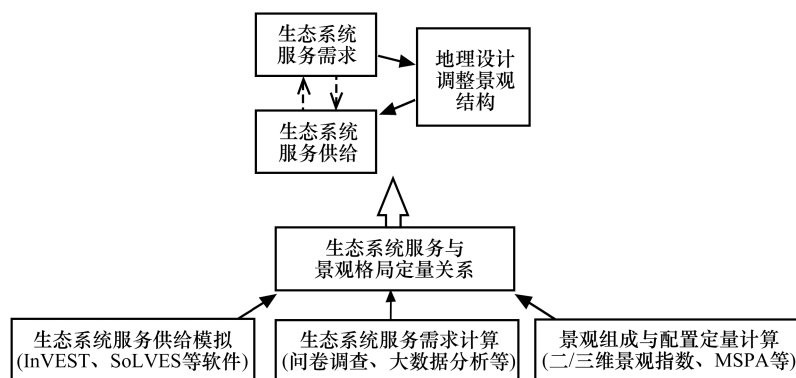 生态系统
服务需求
地理设计
调整景观
结构
生态系统
服务供给
生态系统服务与
景观格局定量关系
生态系统服务供给模拟
(InVEST、SoLVES等软件)
生态系统服务需求计算
(问卷调查、大数据分析等)
景观组成与配置定量计算
(二/三维景观指数、MSPA等)